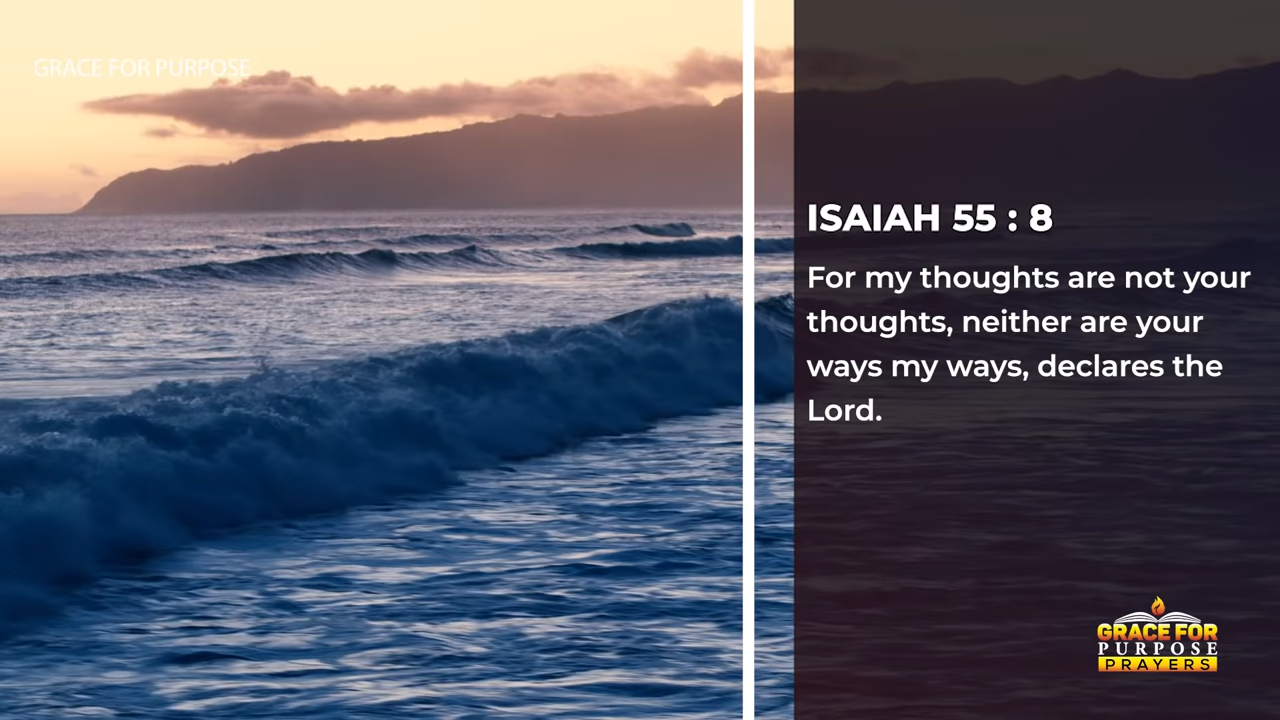 GRACE FOR PURPOSE
ISAIAH 55 : 8
For my thoughts are not your
thoughts, neither are your
ways my ways, declares the
Lord.
GRACE FOR
PURPOSE
PRAYERS